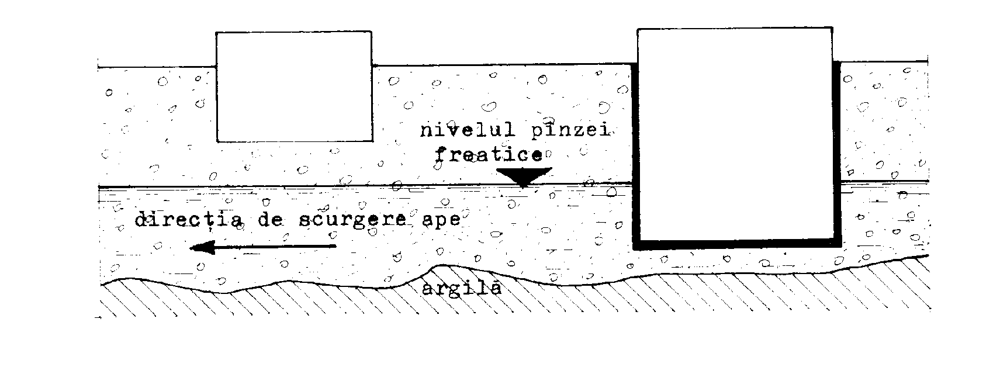 nivelul pînzei
freatice
direcția de scurgere ape
argilă